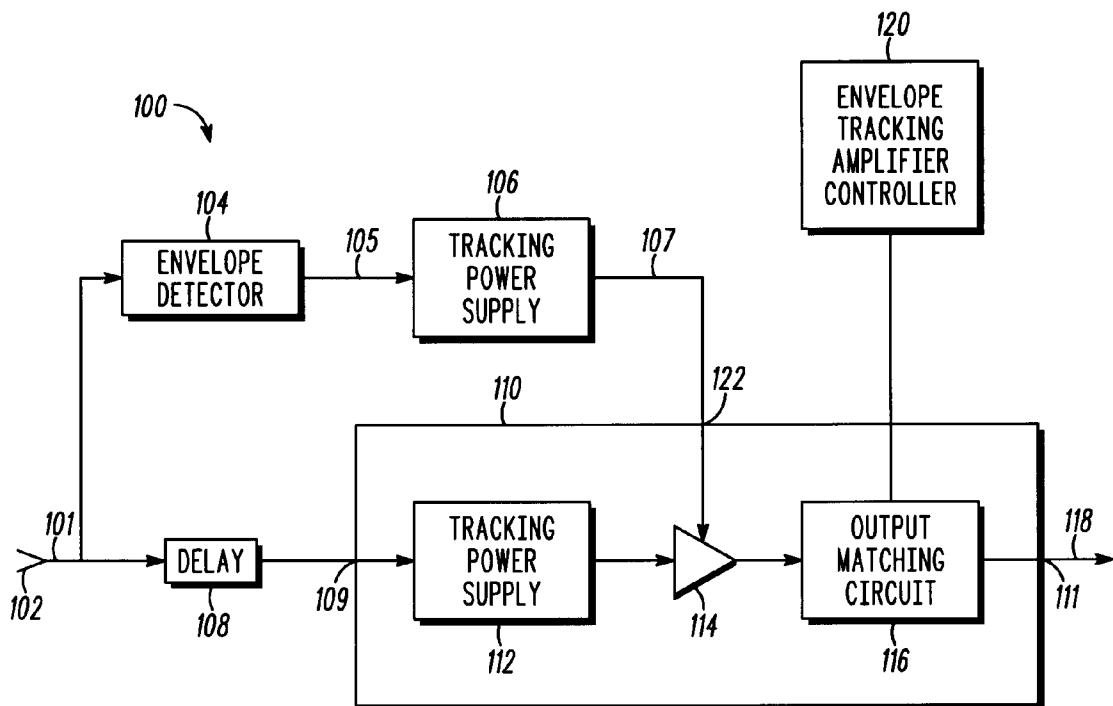 120
ENVELOPE
TRACKING
AMPLIFIER
CONTROLLER
100
106
104
TRACKING
POWER
SUPPLY
107
105
ENVELOPE
DETECTOR
110
122
101
DELAY
TRACKING
POWER
SUPPLY
OUTPUT
MATCHING
CIRCUIT
118
102
108
109
112
114
116
111